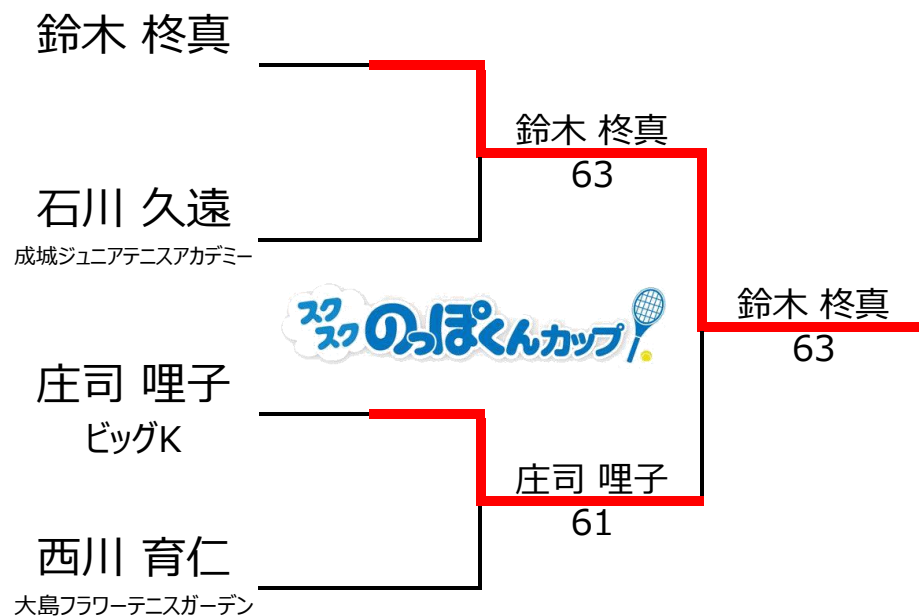 鈴木 柊真
鈴木 柊真
63
石川 久遠
成城ジュニアテニスアカデミー
スクスク のっぽくんカップ
鈴木 柊真
63
庄司 哩子
ビッグK
庄司 哩子
61
西川 育仁
大島フラワーテニスガーデン